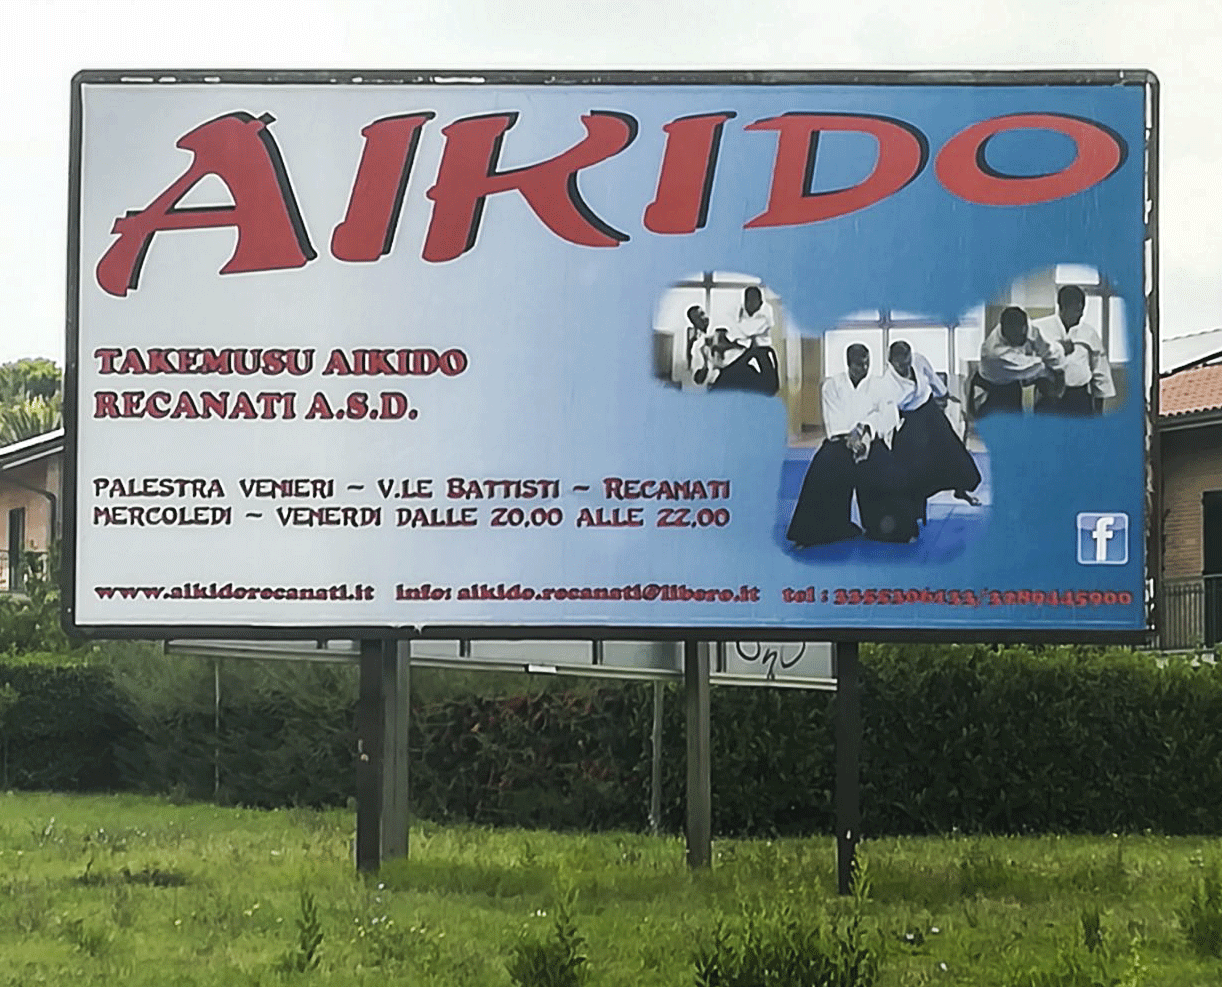 AIKIDO
TAKEMUSU AIKIDO
RECANATI A.S.D.
PALESTRA VENIERI ~ V.LE BATTISTI ~ RECANATI
MERCOLEDI ~ VENERDI DALLE 20.00 ALLE 22.00
www.aikidorecanati.it info: aikido.recanati@libero.it tel :
f